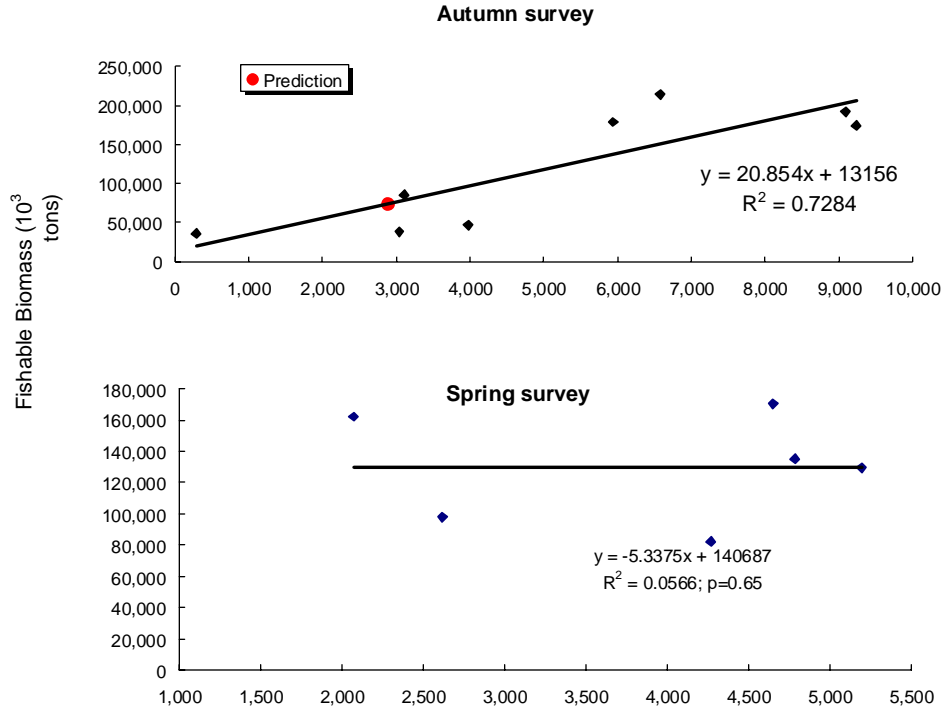 Autumn survey
Fishable Biomass (10³
tons)
250,000
200,000
150,000
100,000
50,000
0
Prediction
y = 20.854x + 13156
R² = 0.7284
0 1,000 2,000 3,000 4,000 5,000 6,000 7,000 8,000 9,000 10,000
Spring survey
180,000
160,000
140,000
120,000
100,000
80,000
60,000
40,000
20,000
0
y = -5.3375x + 140687
R² = 0.0566; p=0.65
1,000 1,500 2,000 2,500 3,000 3,500 4,000 4,500 5,000 5,500